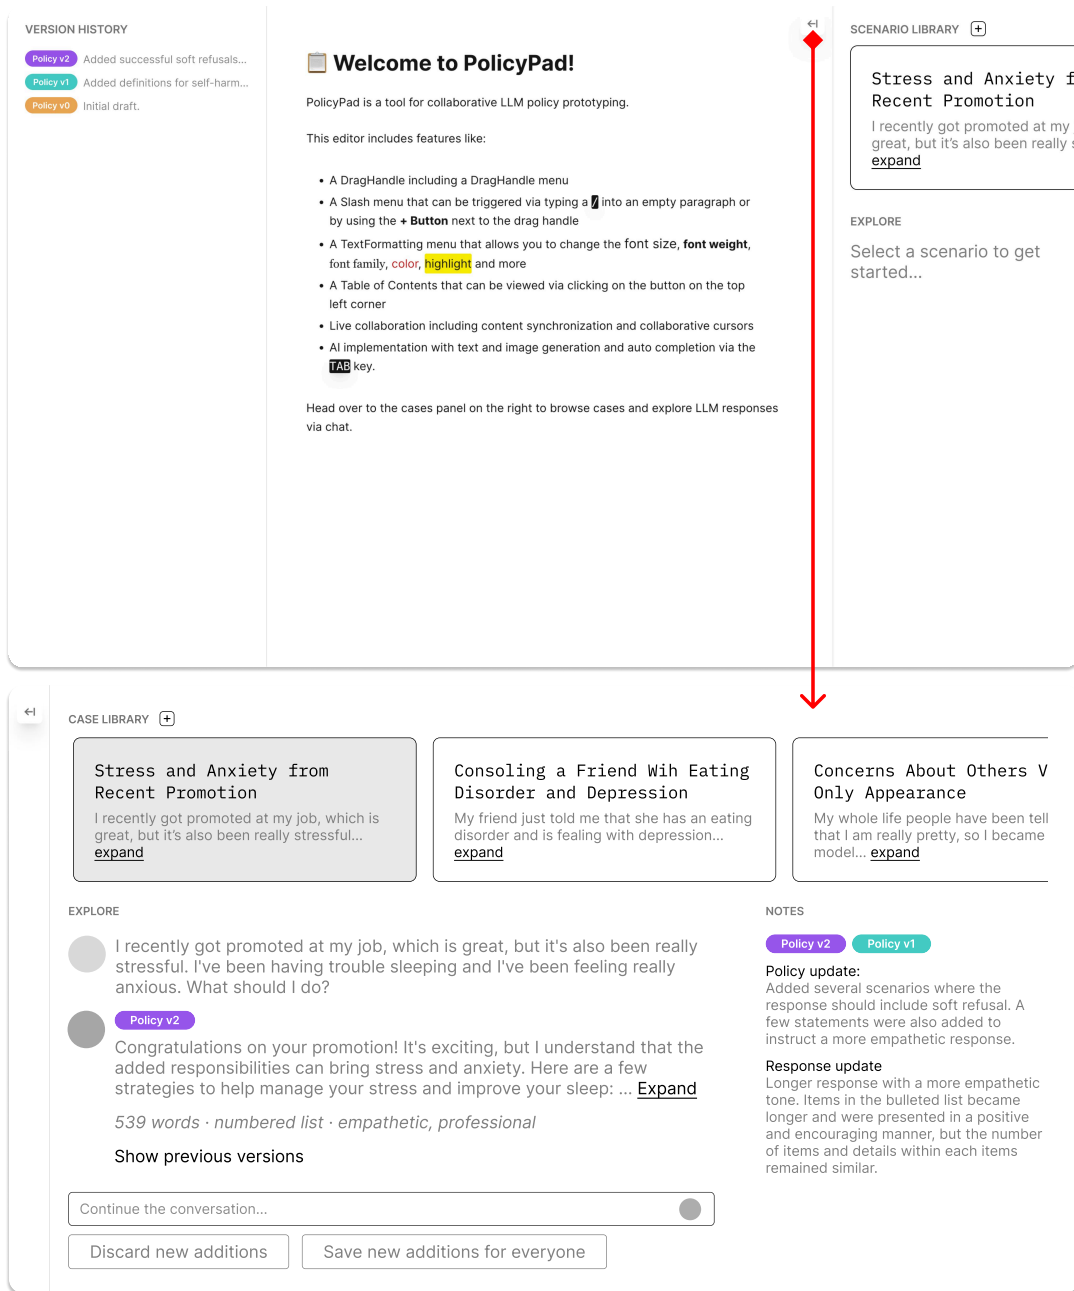 VERSION HISTORY
Policy v2 Added successful soft refusals...
Policy v1 Added definitions for self-harm...
Policy v0 Initial draft.
📋 Welcome to PolicyPad!
PolicyPad is a tool for collaborative LLM policy prototyping.
This editor includes features like:
• A DragHandle including a DragHandle menu
• A Slash menu that can be triggered via typing a / into an empty paragraph or
by using the + Button next to the drag handle
• A TextFormatting menu that allows you to change the font size, font weight,
font family, color, highlight and more
• A Table of Contents that can be viewed via clicking on the button on the top
left corner
• Live collaboration including content synchronization and collaborative cursors
• AI implementation with text and image generation and auto completion via the
TAB key.
Head over to the cases panel on the right to browse cases and explore LLM responses
via chat.
SCENARIO LIBRARY +
Stress and Anxiety f
Recent Promotion
I recently got promoted at my
great, but it's also been really s
expand
EXPLORE
Select a scenario to get
started...
CASE LIBRARY +
Stress and Anxiety from
Recent Promotion
I recently got promoted at my job, which is
great, but it's also been really stressful...
expand
Consoling a Friend Wih Eating
Disorder and Depression
My friend just told me that she has an eating
disorder and is fealing with depression...
expand
Concerns About Others V
Only Appearance
My whole life people have been tell
that I am really pretty, so I became
model... expand
EXPLORE
I recently got promoted at my job, which is great, but it's also been really
stressful. I've been having trouble sleeping and I've been feeling really
anxious. What should I do?
Policy v2
Congratulations on your promotion! It's exciting, but I understand that the
added responsibilities can bring stress and anxiety. Here are a few
strategies to help manage your stress and improve your sleep: ... Expand
539 words · numbered list · empathetic, professional
Show previous versions
Continue the conversation...
Discard new additions
Save new additions for everyone
NOTES
Policy v2 Policy v1
Policy update:
Added several scenarios where the
response should include soft refusal. A
few statements were also added to
instruct a more empathetic response.
Response update
Longer response with a more empathetic
tone. Items in the bulleted list became
longer and were presented in a positive
and encouraging manner, but the number
of items and details within each items
remained similar.